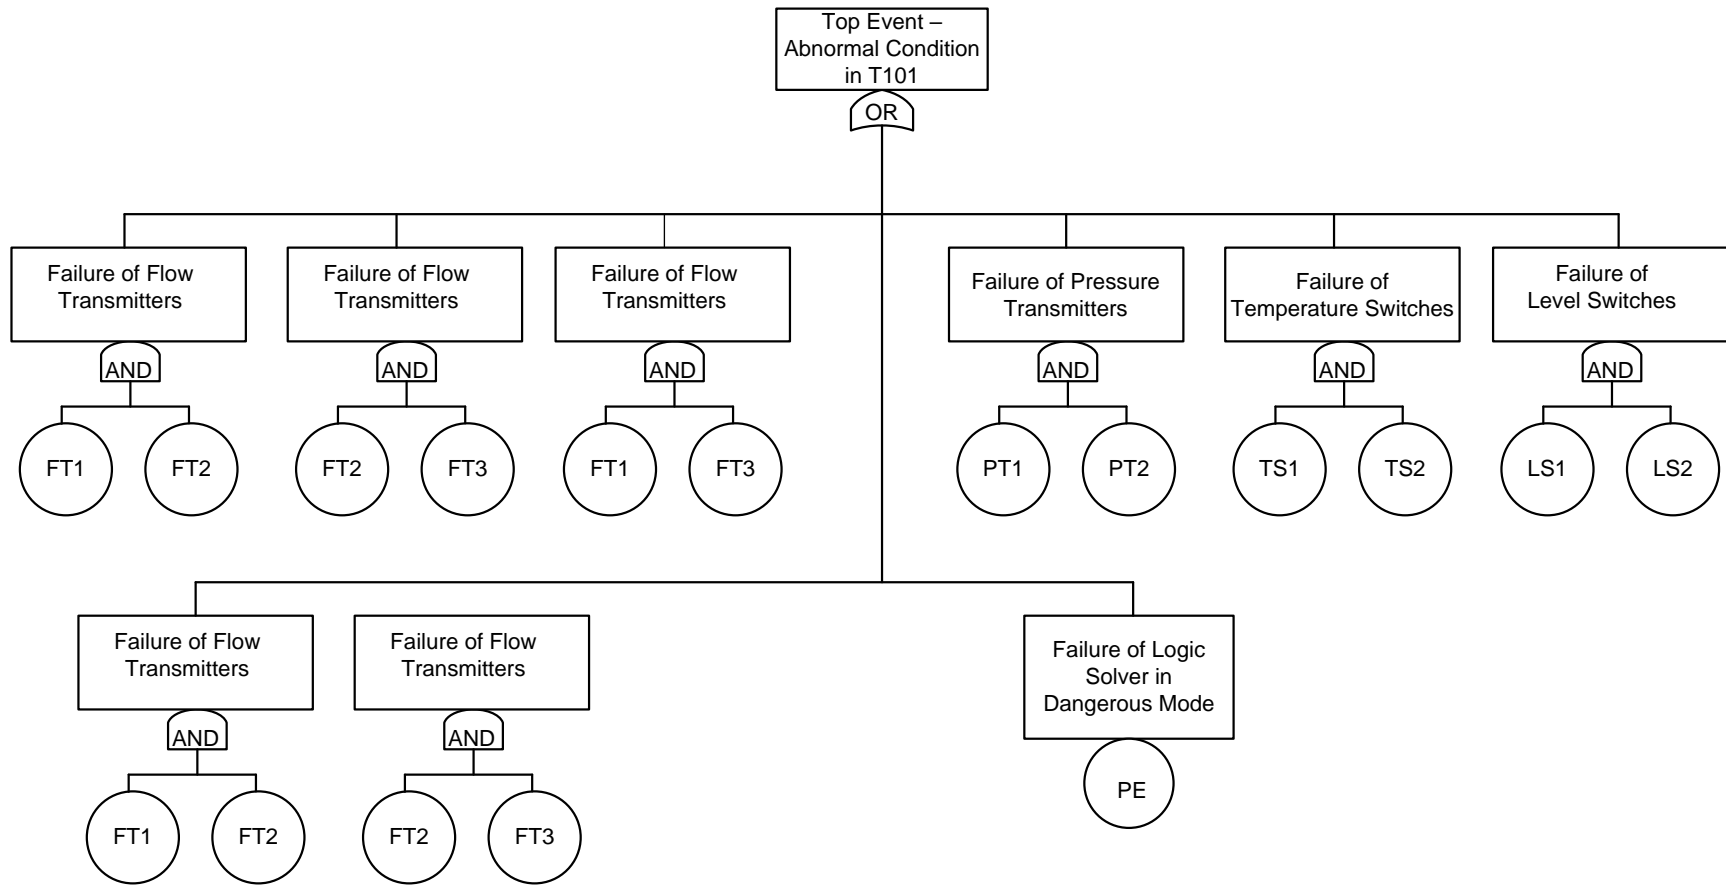 Top Event –
Abnormal Condition
in T101
OR
Failure of Flow
Transmitters
AND
FT1
FT2
Failure of Flow
Transmitters
AND
FT2
FT3
Failure of Flow
Transmitters
AND
FT1
FT3
Failure of Pressure
Transmitters
AND
PT1
PT2
Failure of
Temperature Switches
AND
TS1
TS2
Failure of
Level Switches
AND
LS1
LS2
Failure of Flow
Transmitters
AND
FT1
FT2
Failure of Flow
Transmitters
AND
FT2
FT3
Failure of Logic
Solver in
Dangerous Mode
PE